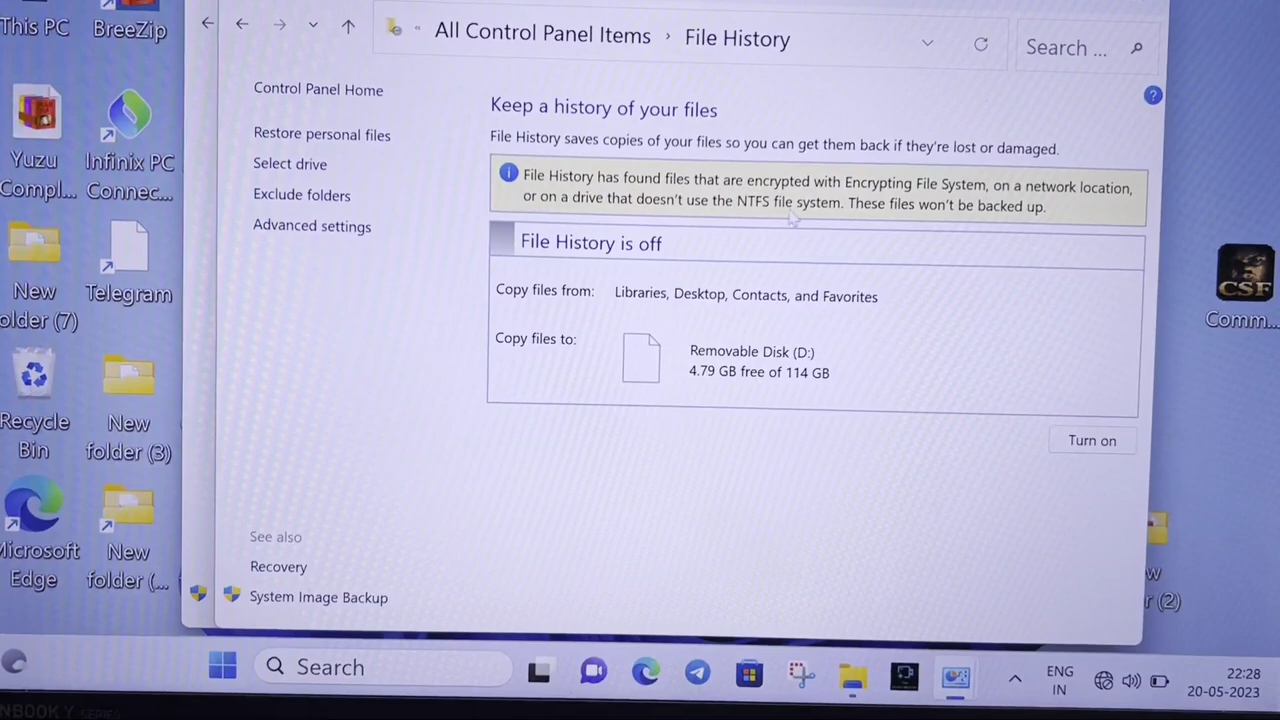 This PC
BreeZip
Yuzu
Compl...
Infinix PC
Connec...
New
older (7)
Telegram
Recycle
Bin
New
folder (3)
Microsoft
Edge
New
folder (...
« All Control Panel Items › File History
Search ...
Control Panel Home
Restore personal files
Select drive
Exclude folders
Advanced settings
Keep a history of your files
File History saves copies of your files so you can get them back if they're lost or damaged.
File History has found files that are encrypted with Encrypting File System, on a network location,
or on a drive that doesn't use the NTFS file system. These files won't be backed up.
File History is off
Copy files from: Libraries, Desktop, Contacts, and Favorites
Copy files to:
Removable Disk (D:)
4.79 GB free of 114 GB
Turn on
See also
Recovery
System Image Backup
CSF
Comm...
w
r (2)
Search
ENG
IN
22:28
20-05-2023
NBOOK Y SERIES